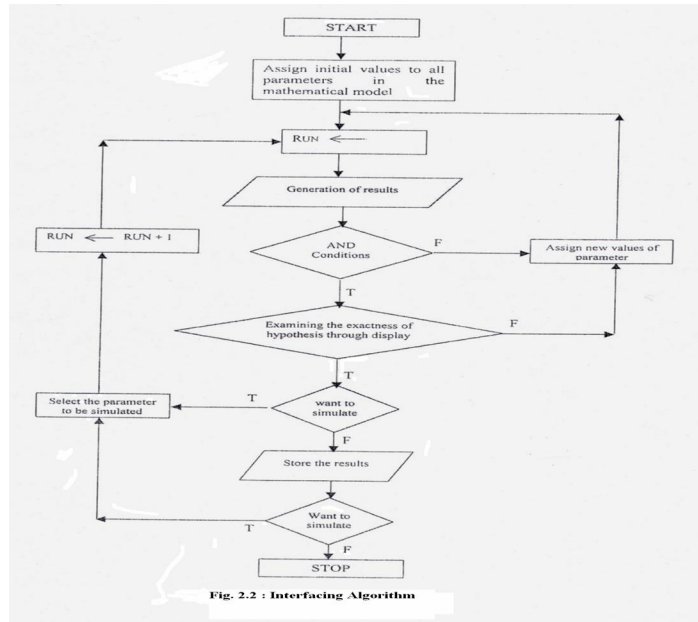 START
Assign initial values to all
parameters in the
mathematical model
RUN ←
Generation of results
RUN ← RUN + 1
AND
Conditions
F
Assign new values of
parameter
T
Examining the exactness of
hypothesis through display
F
T
Select the parameter
to be simulated
T
want to
simulate
F
Store the results
Want to
simulate
T
F
STOP
Fig. 2.2 : Interfacing Algorithm